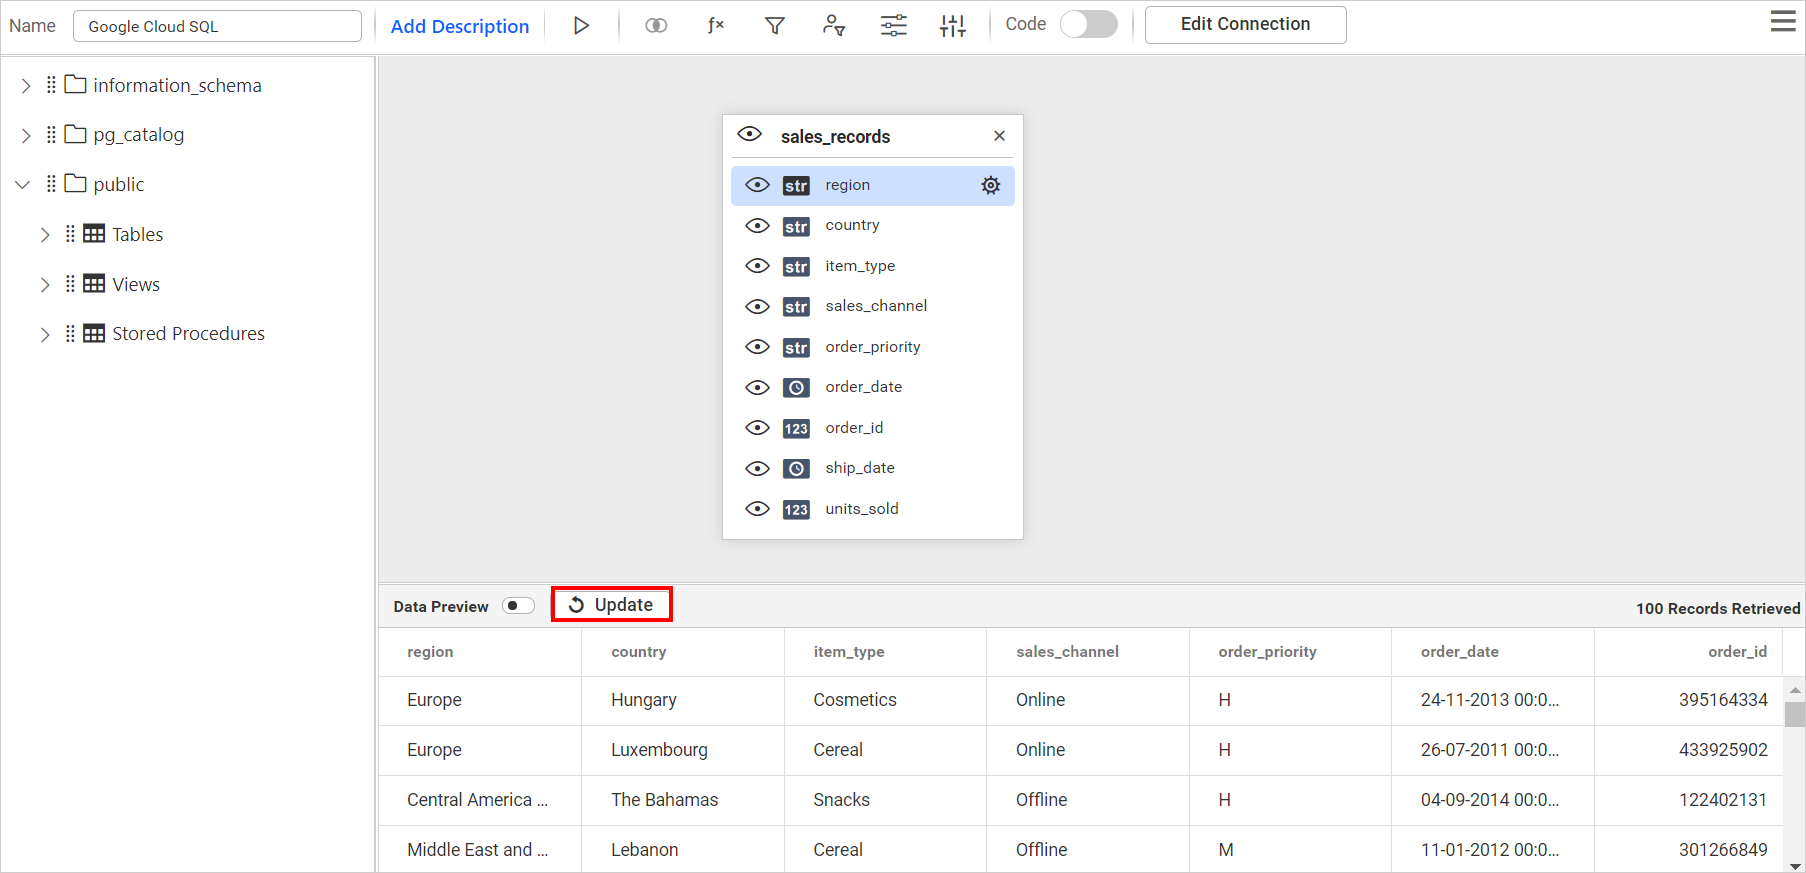 Name Google Cloud SQL Add Description Code Edit Connection
information_schema
pg_catalog
public
Tables
Views
Stored Procedures
sales_records
str region
str country
str item_type
str sales_channel
str order_priority
order_date
123 order_id
ship_date
123 units_sold
Data Preview Update 100 Records Retrieved
region country item_type sales_channel order_priority order_date order_id
Europe Hungary Cosmetics Online H 24-11-2013 00:0... 395164334
Europe Luxembourg Cereal Online H 26-07-2011 00:0... 433925902
Central America ... The Bahamas Snacks Offline H 04-09-2014 00:0... 122402131
Middle East and ... Lebanon Cereal Offline M 11-01-2012 00:0... 301266849